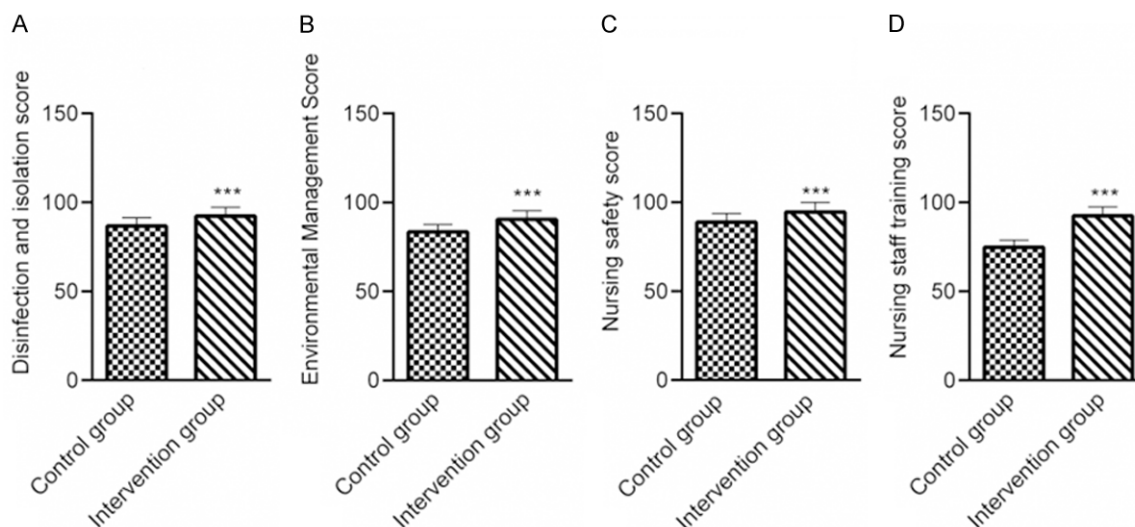 A
Disinfection and isolation score
150
100
50
0
***
Control group
Intervention group
B
Environmental Management Score
150
100
50
0
***
Control group
Intervention group
C
Nursing safety score
150
100
50
0
***
Control group
Intervention group
D
Nursing staff training score
150
100
50
0
***
Control group
Intervention group